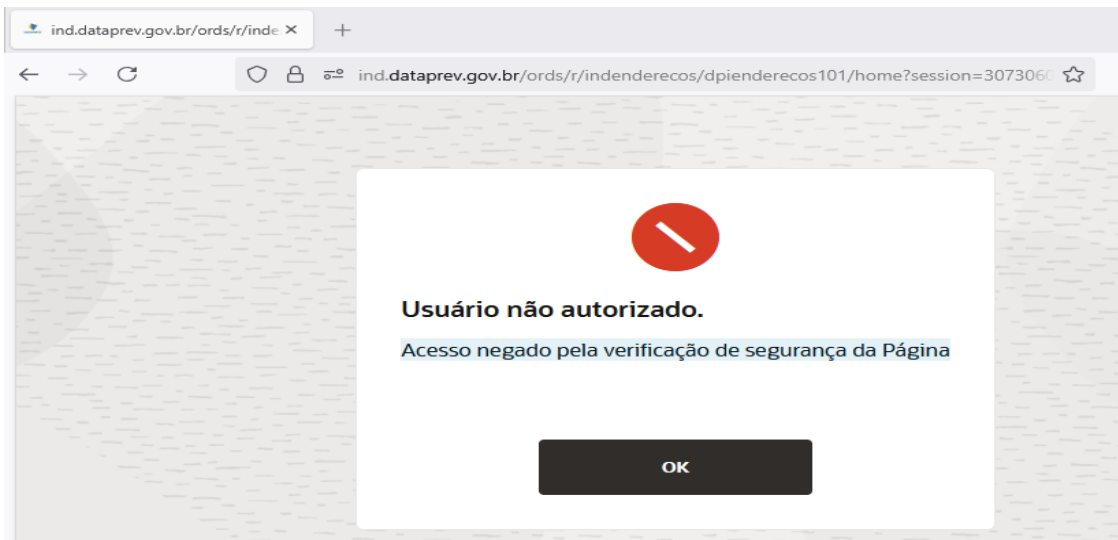 ind.dataprev.gov.br/ords/r/inde
ind.dataprev.gov.br/ords/r/indenderecos/dpienderecos101/home?session=3073060
Usuário não autorizado.
Acesso negado pela verificação de segurança da Página
OK